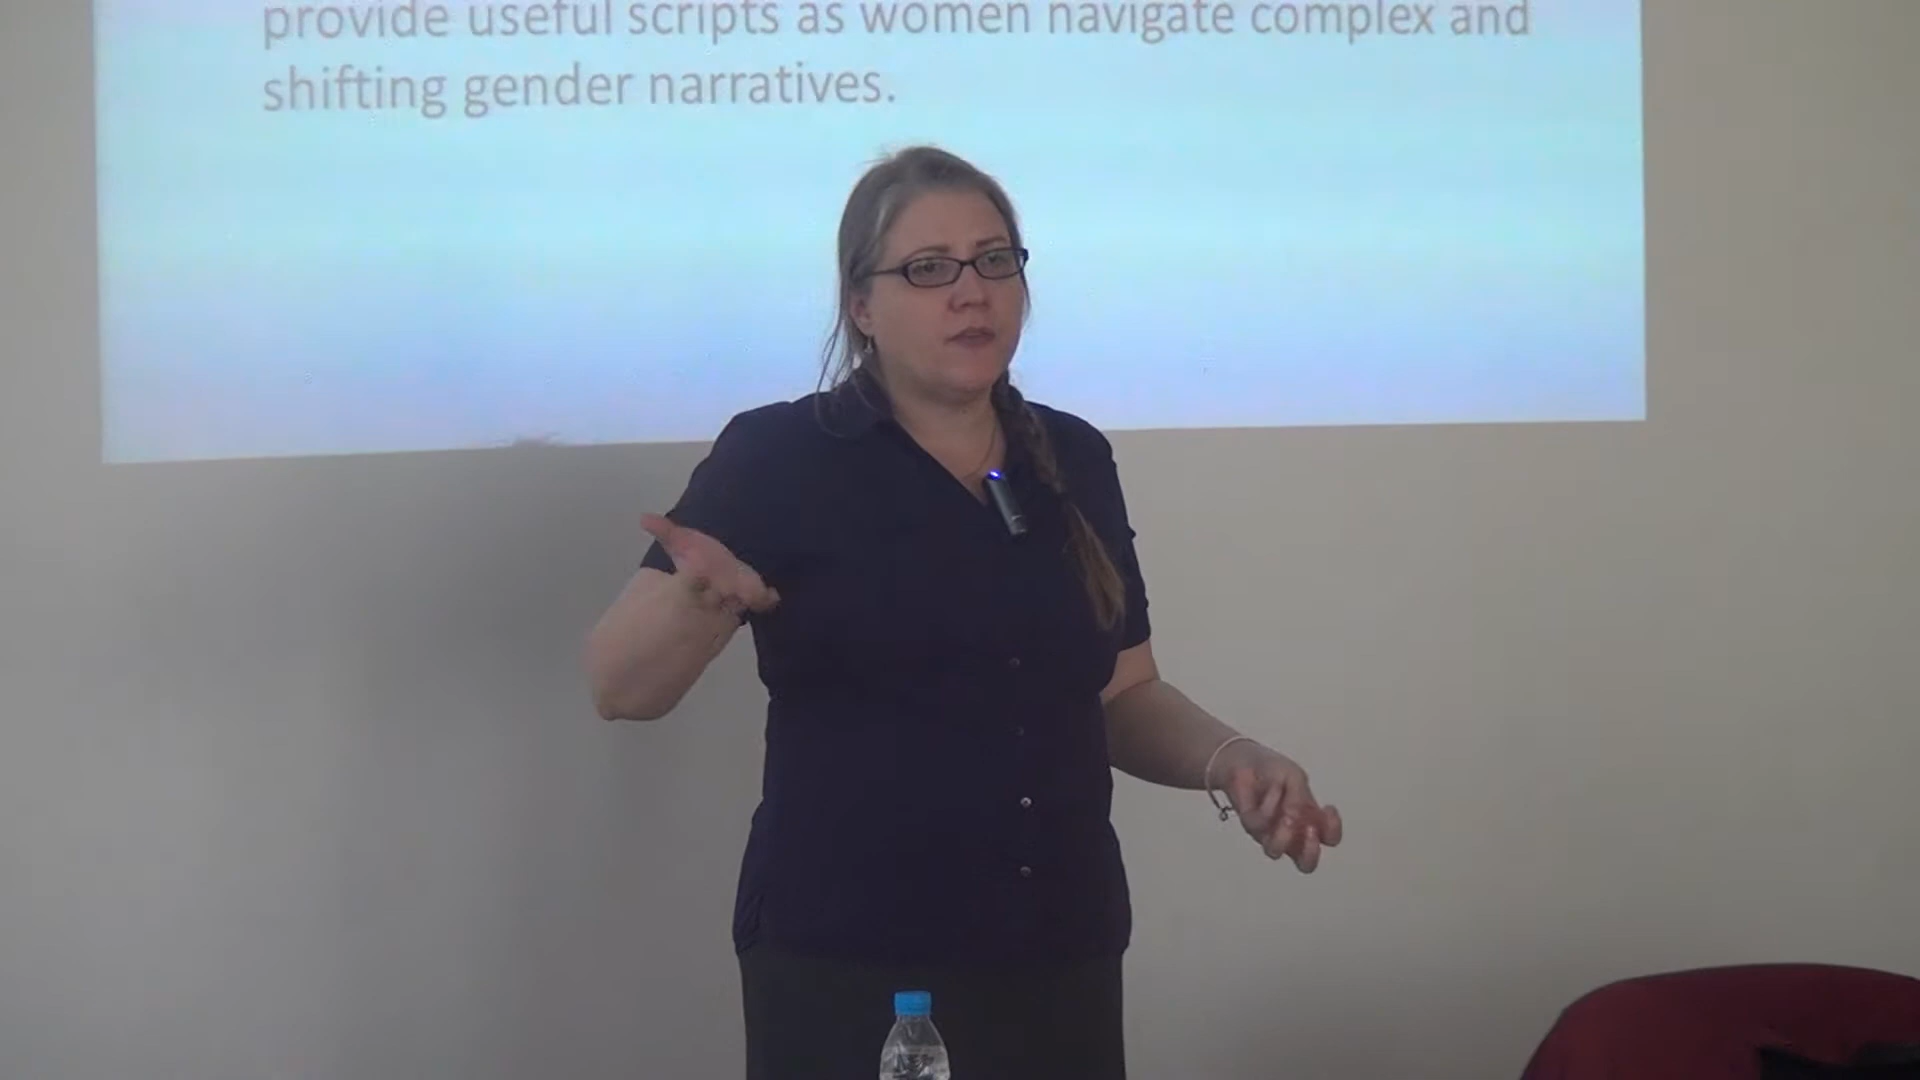 provide useful scripts as women navigate complex and
shifting gender narratives.